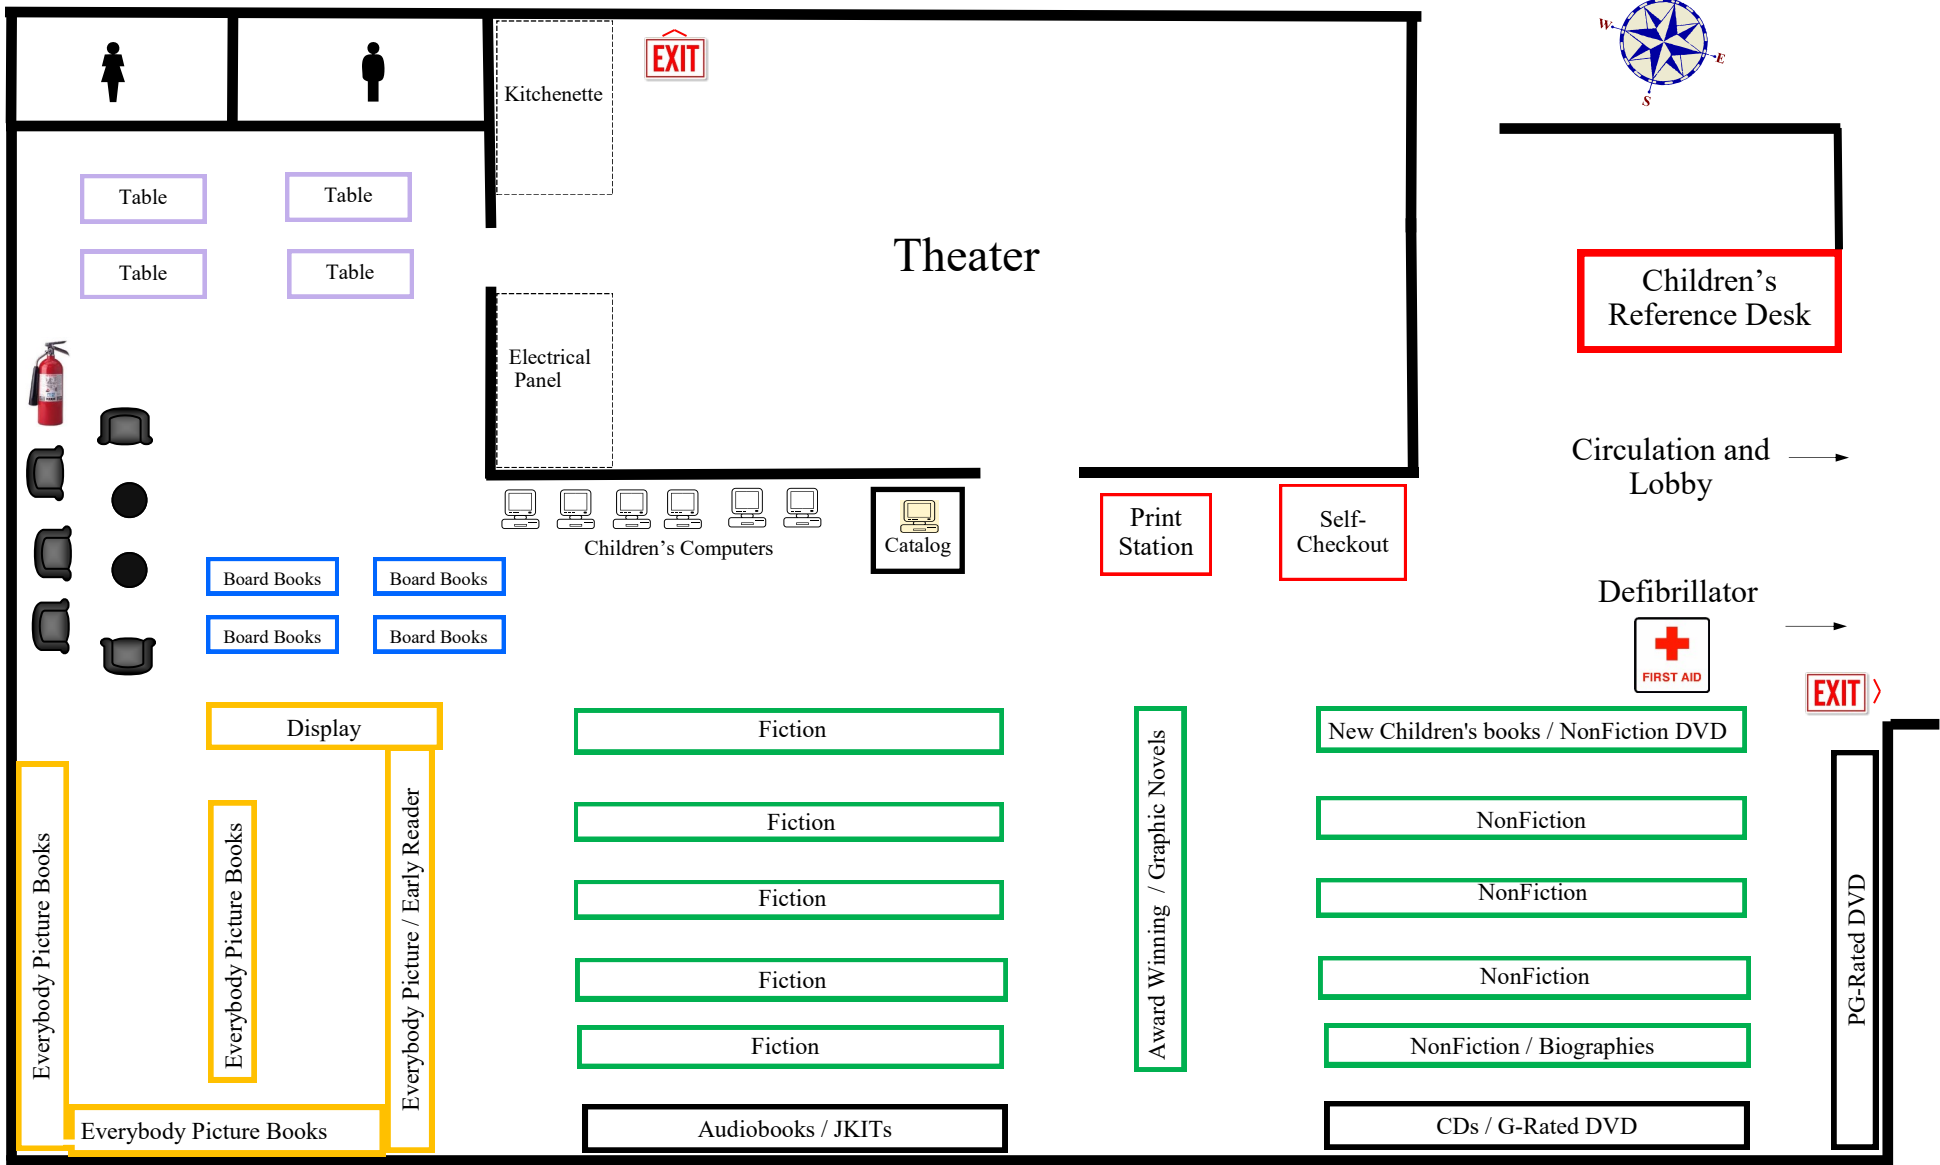 W
E
S
EXIT
Kitchenette
Theater
Table
Table
Table
Table
Children's
Reference Desk
Electrical
Panel
Circulation and
Lobby
Children's Computers
Catalog
Print
Station
Self-
Checkout
Board Books
Board Books
Board Books
Board Books
Defibrillator
FIRST AID
EXIT
Display
Everybody Picture Books
Everybody Picture Books
Everybody Picture / Early Reader
Everybody Picture Books
Fiction
Fiction
Fiction
Fiction
Fiction
Audiobooks / JKITs
Award Winning / Graphic Novels
New Children's books / NonFiction DVD
NonFiction
NonFiction
NonFiction
NonFiction / Biographies
CDs / G-Rated DVD
PG-Rated DVD